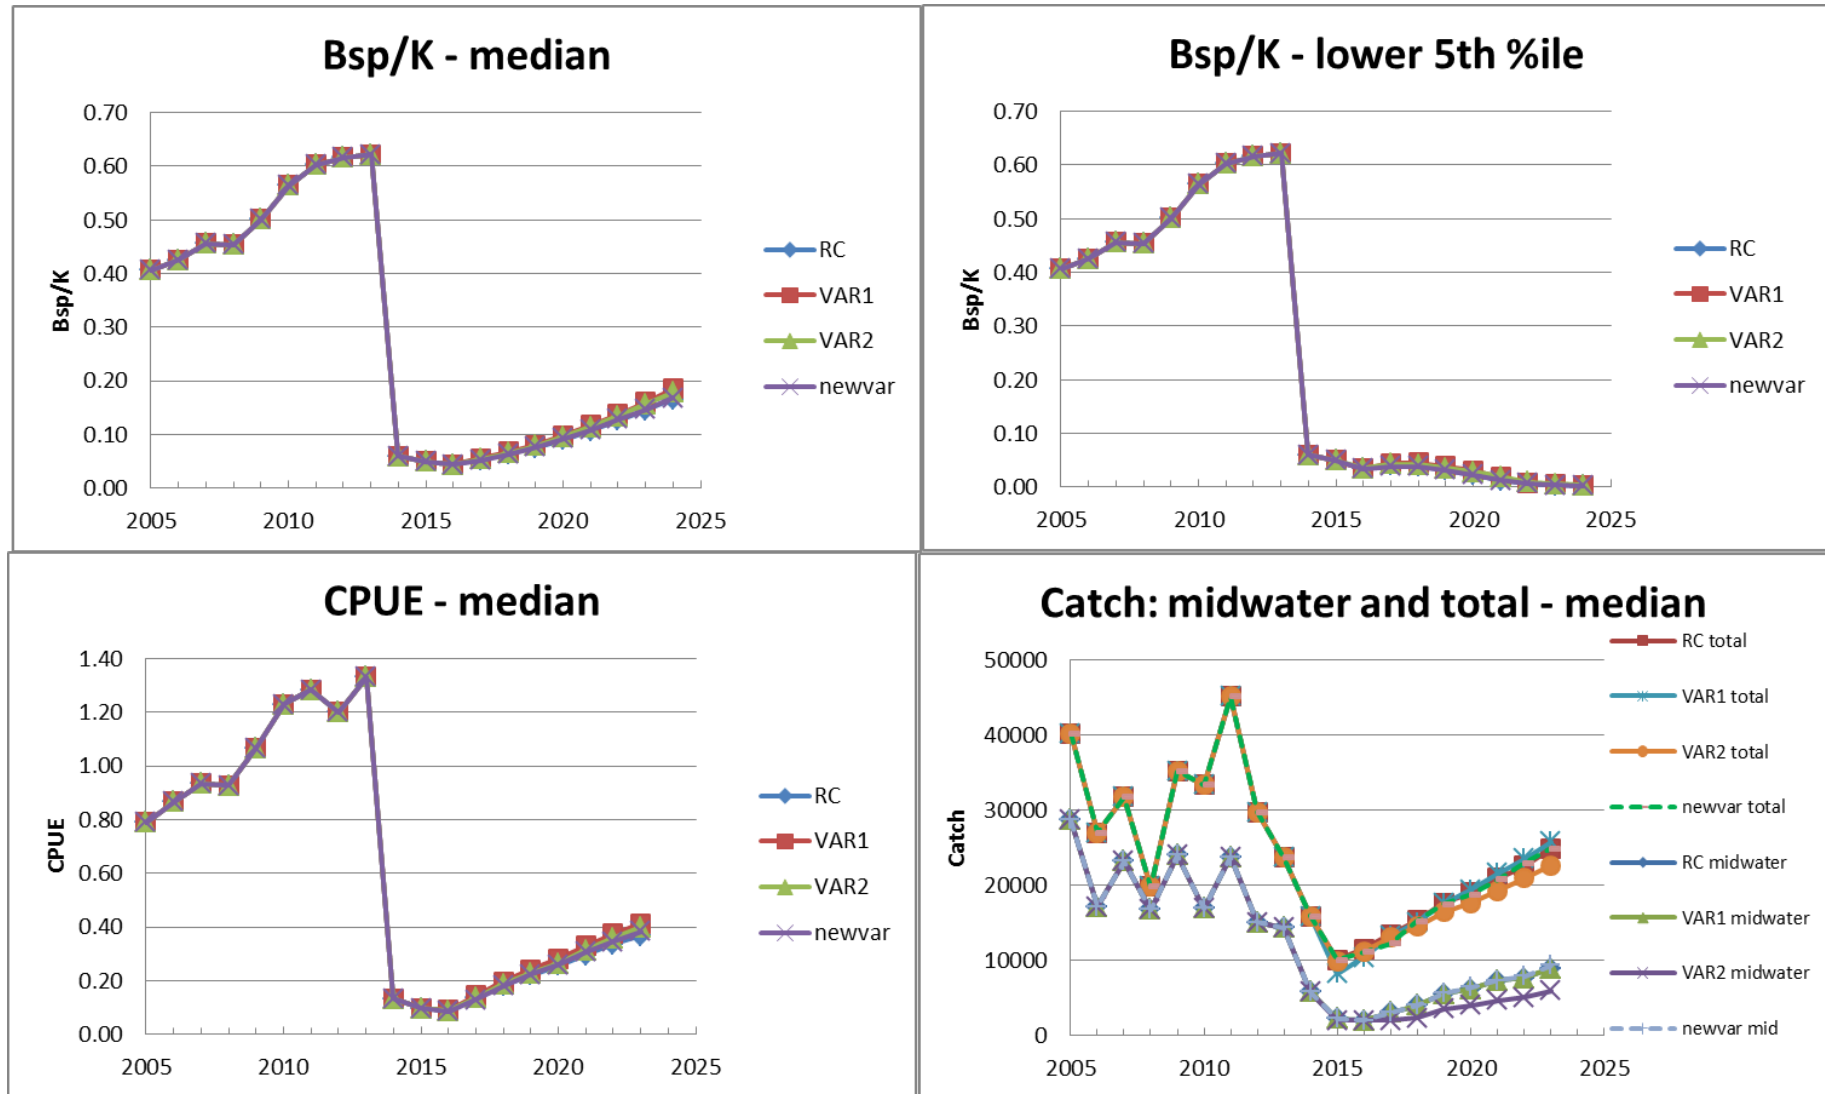 Bsp/K - median
0.70
0.60
0.50
0.40
0.30
0.20
0.10
0.00
Bsp/K
2005 2010 2015 2020 2025
RC
VAR1
VAR2
newvar
Bsp/K - lower 5th %ile
0.70
0.60
0.50
0.40
0.30
0.20
0.10
0.00
Bsp/K
2005 2010 2015 2020 2025
RC
VAR1
VAR2
newvar
CPUE - median
1.40
1.20
1.00
0.80
0.60
0.40
0.20
0.00
CPUE
2005 2010 2015 2020 2025
RC
VAR1
VAR2
newvar
Catch: midwater and total - median
50000
40000
30000
20000
10000
0
Catch
2005 2010 2015 2020 2025
RC total
VAR1 total
VAR2 total
newvar total
RC midwater
VAR1 midwater
VAR2 midwater
newvar mid